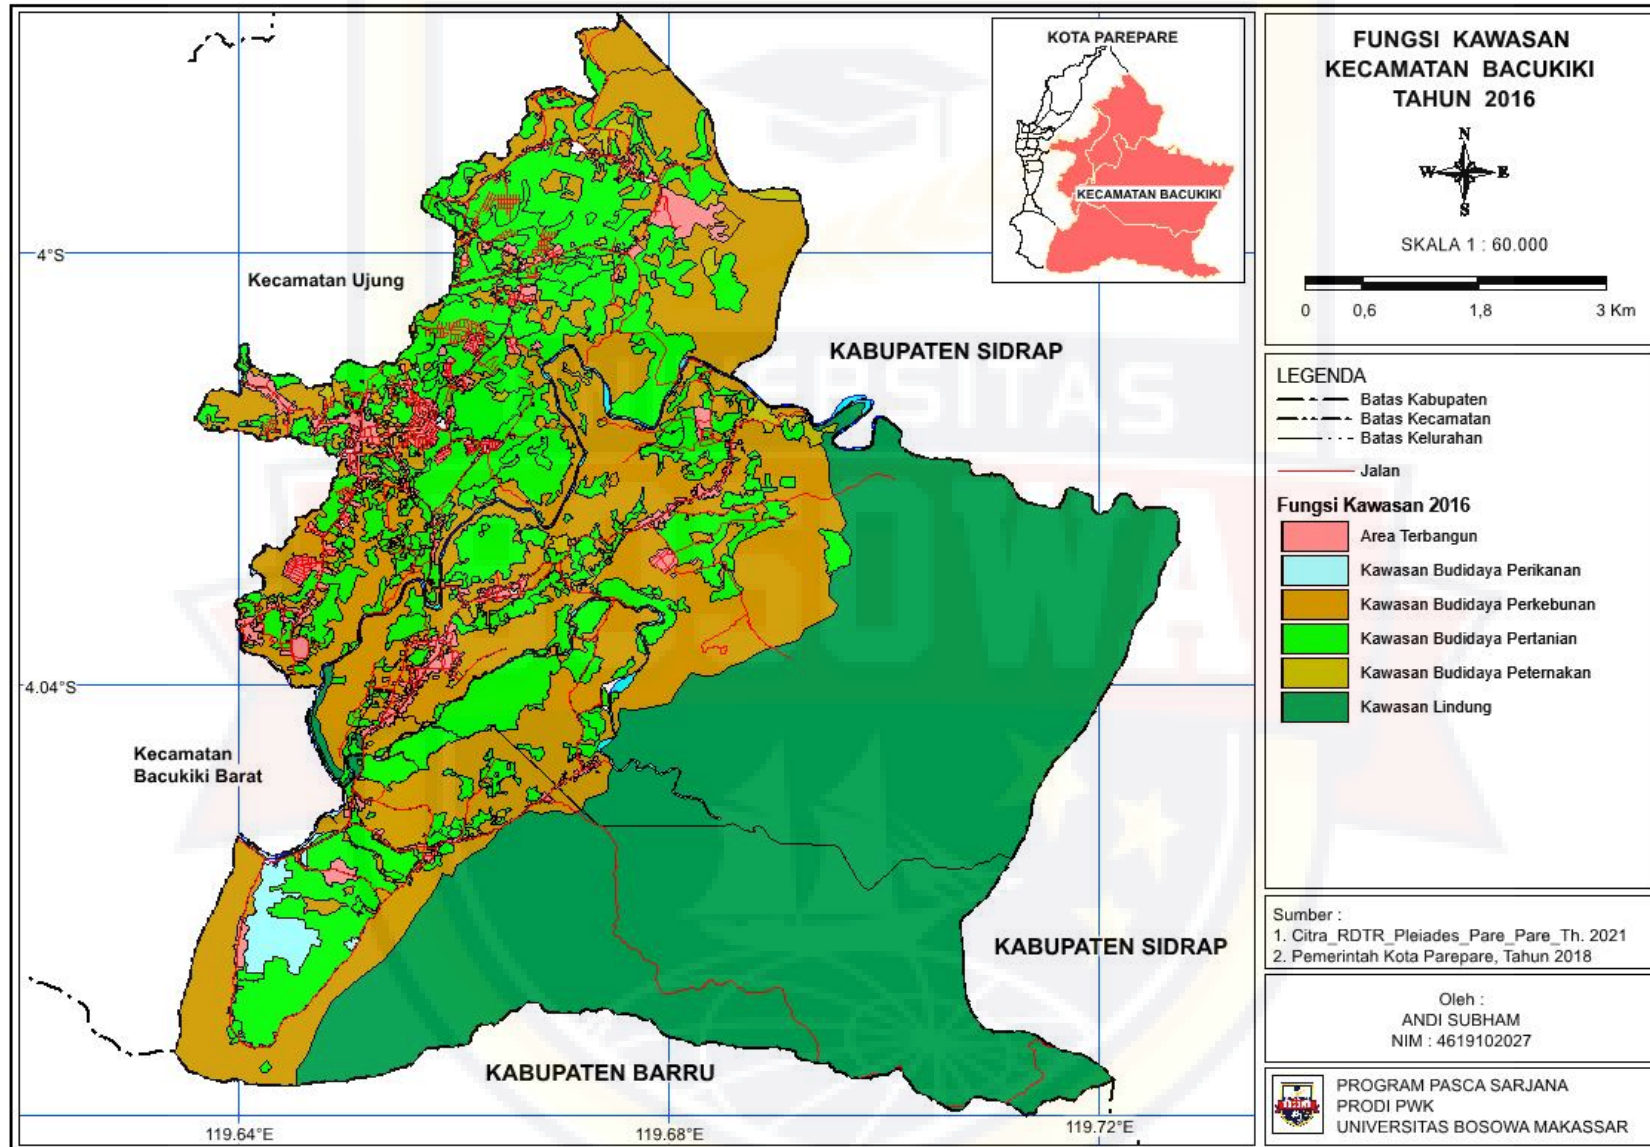 FUNGSI KAWASAN
KECAMATAN BACUKIKI
TAHUN 2016
N
W E
S
SKALA 1 : 60.000
0 0,6 1,8 3 Km
LEGENDA
Batas Kabupaten
Batas Kecamatan
Batas Kelurahan
Jalan
Fungsi Kawasan 2016
Area Terbangun
Kawasan Budidaya Perikanan
Kawasan Budidaya Perkebunan
Kawasan Budidaya Pertanian
Kawasan Budidaya Peternakan
Kawasan Lindung
Sumber :
1. Citra_RDTR_Pleiades_Pare_Pare_Th. 2021
2. Pemerintah Kota Parepare, Tahun 2018
Oleh :
ANDI SUBHAM
NIM : 4619102027
PROGRAM PASCA SARJANA
PRODI PWK
UNIVERSITAS BOSOWA MAKASSAR
KOTA PAREPARE
KECAMATAN BACUKIKI
4°S
Kecamatan Ujung
KABUPATEN SIDRAP
UNIVERSITAS
BOSOWA
4.04°S
Kecamatan
Bacukiki Barat
KABUPATEN SIDRAP
KABUPATEN BARRU
119.64°E
119.68°E
119.72°E